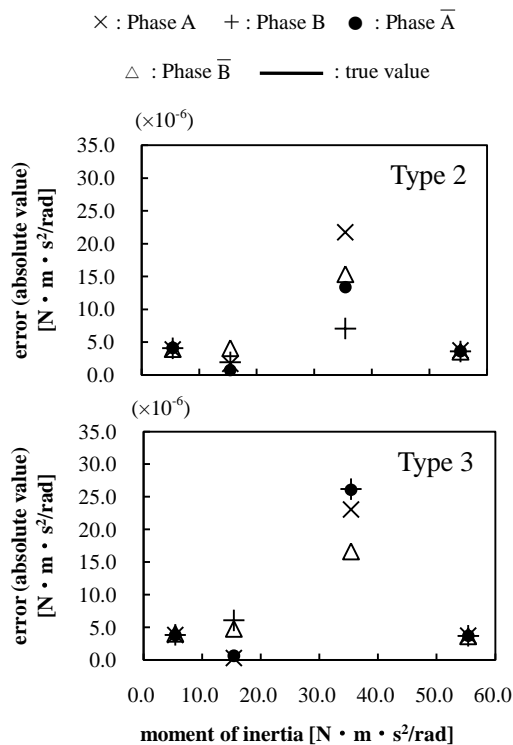 × : Phase A + : Phase B ● : Phase A̅
△ : Phase B̅ —— : true value
(×10⁻⁶)
35.0
30.0
25.0
20.0
15.0
10.0
5.0
0.0
error (absolute value)
[N・m・s²/rad]
Type 2
(×10⁻⁶)
35.0
30.0
25.0
20.0
15.0
10.0
5.0
0.0
error (absolute value)
[N・m・s²/rad]
Type 3
0.0 10.0 20.0 30.0 40.0 50.0 60.0
moment of inertia [N・m・s²/rad]